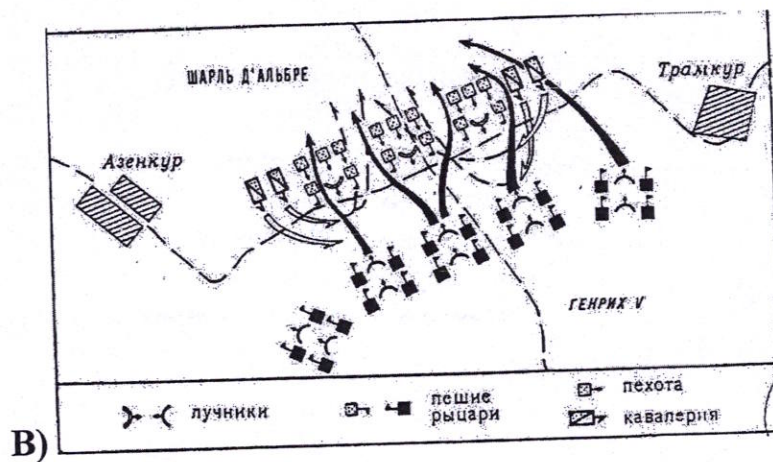 ШАРЛЬ Д'АЛЬБРЕ
Трамкур
Азенкур
ГЕНРИХ V
лучники
пешие
рыцари
пехота
кавалерия
В)